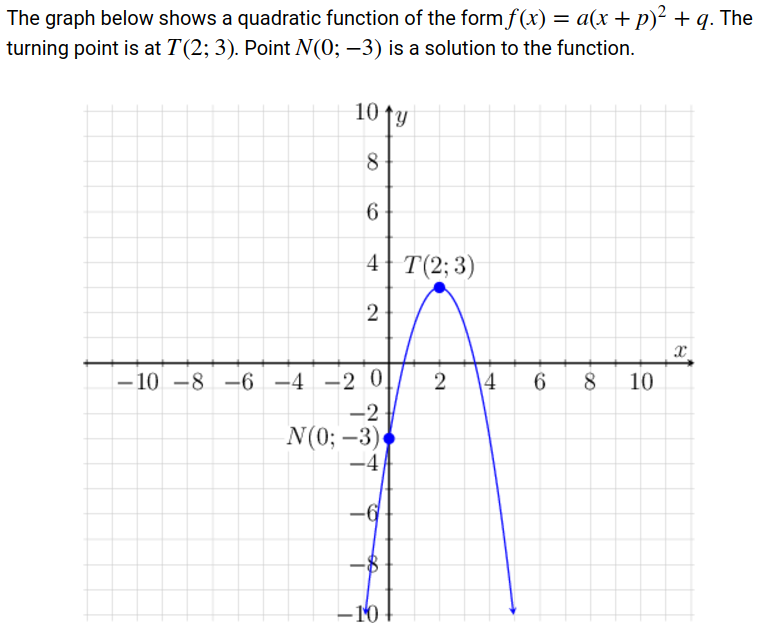 The graph below shows a quadratic function of the form f(x) = a(x + p)² + q. The
turning point is at T(2; 3). Point N(0; −3) is a solution to the function.
10 y
8
6
4 T(2; 3)
2
x
−10 −8 −6 −4 −2 0 2 4 6 8 10
−2
N(0; −3)
−4
−6
−8
−10